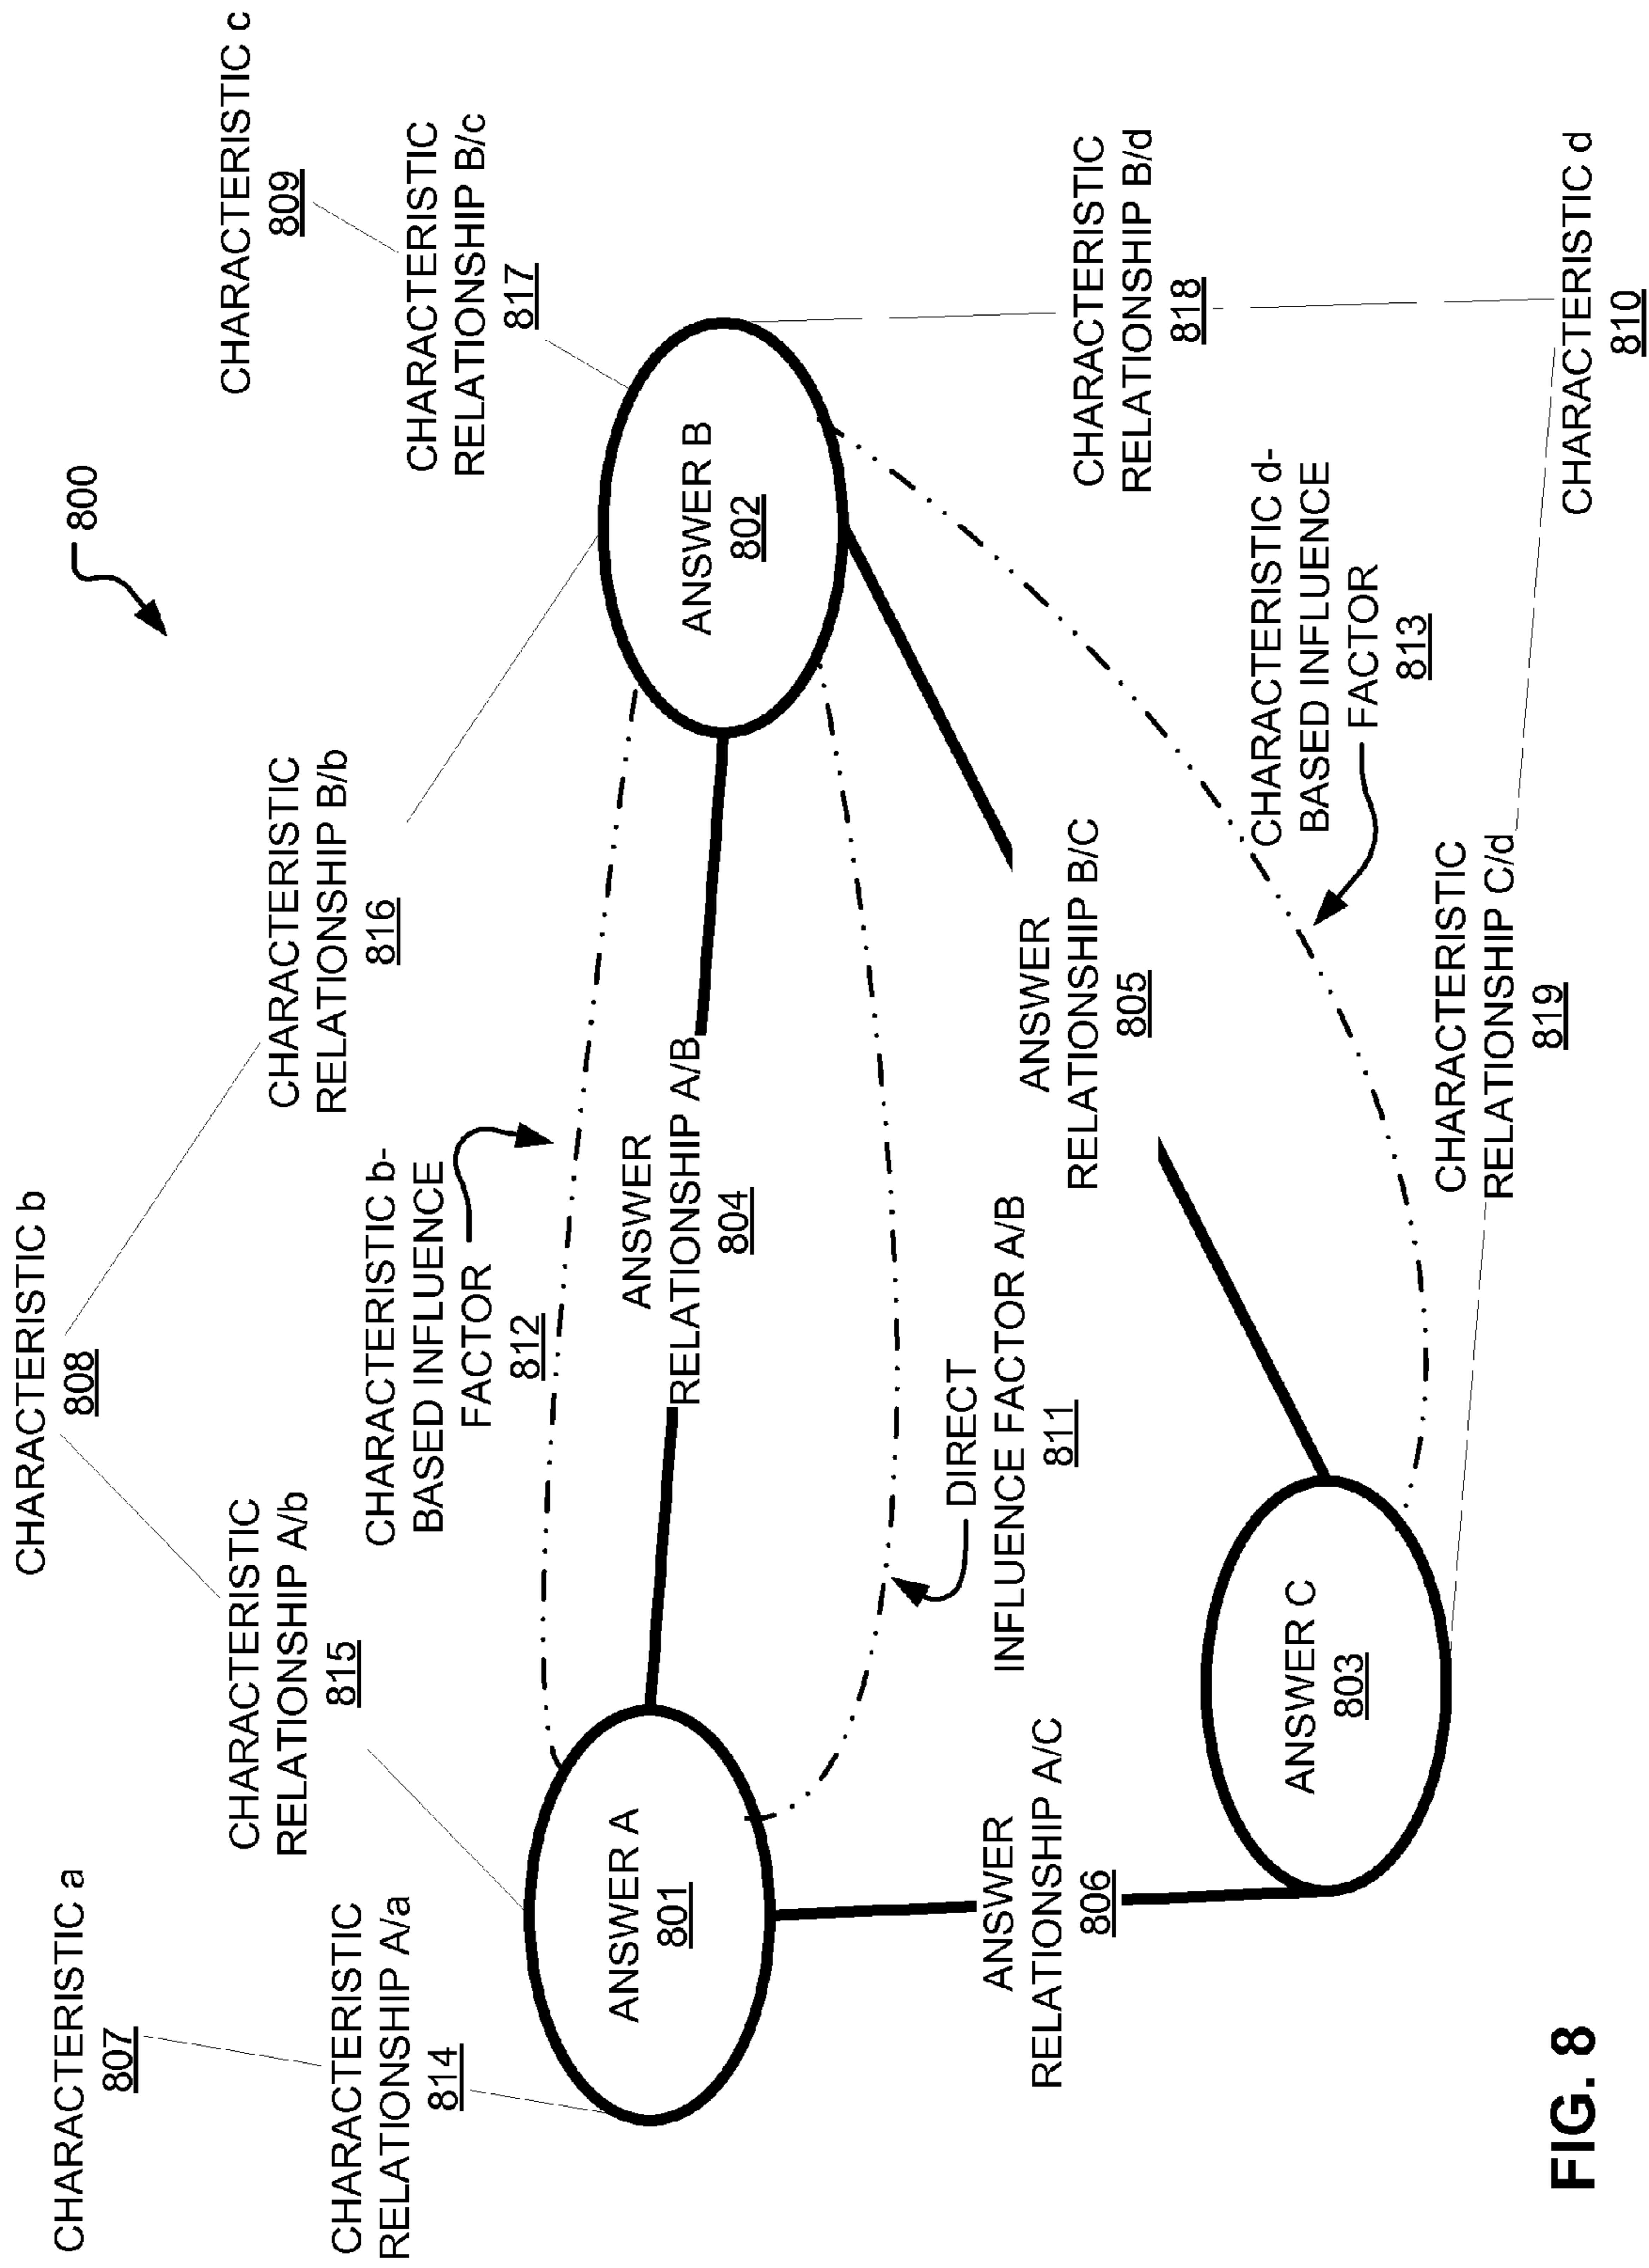 800
CHARACTERISTIC a
807
CHARACTERISTIC b
808
CHARACTERISTIC c
809
CHARACTERISTIC
RELATIONSHIP A/a
814
CHARACTERISTIC
RELATIONSHIP A/b
815
CHARACTERISTIC
RELATIONSHIP B/b
816
CHARACTERISTIC
RELATIONSHIP B/c
817
CHARACTERISTIC b-
BASED INFLUENCE
FACTOR
812
ANSWER A
801
ANSWER
RELATIONSHIP A/B
804
ANSWER B
802
DIRECT
INFLUENCE FACTOR A/B
811
ANSWER
RELATIONSHIP A/C
806
ANSWER
RELATIONSHIP B/C
805
CHARACTERISTIC
RELATIONSHIP B/d
818
CHARACTERISTIC d-
BASED INFLUENCE
FACTOR
813
ANSWER C
803
CHARACTERISTIC
RELATIONSHIP C/d
819
CHARACTERISTIC d
810
FIG. 8